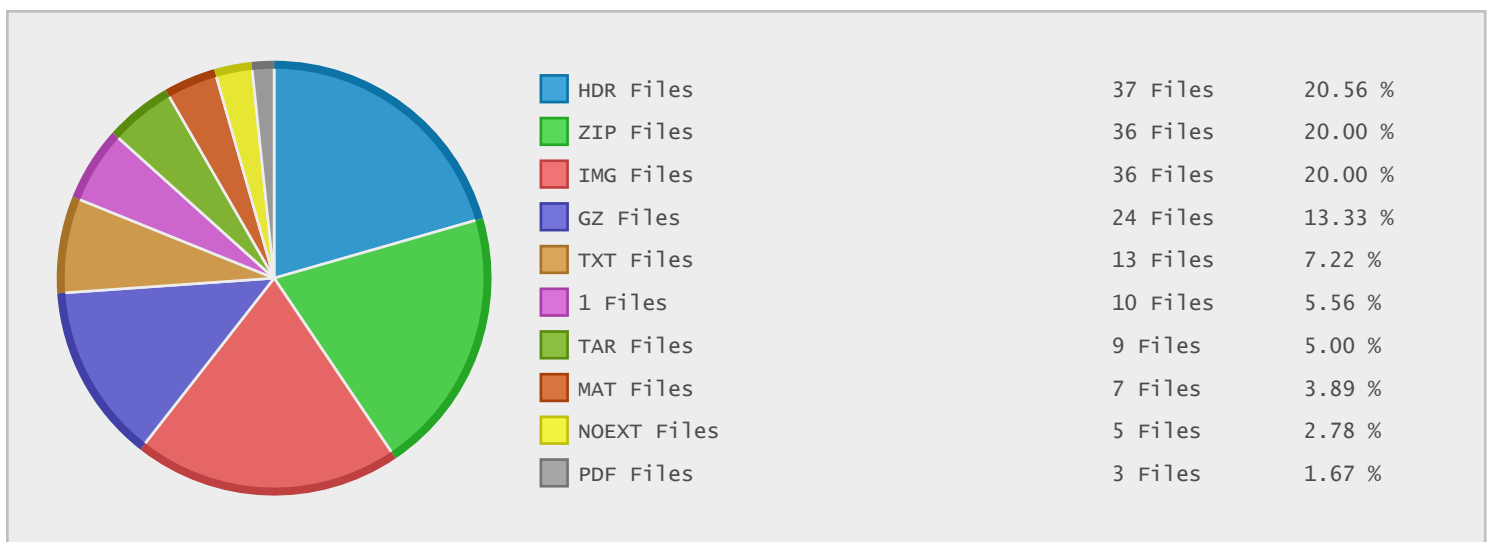 HDR Files 37 Files 20.56 %
ZIP Files 36 Files 20.00 %
IMG Files 36 Files 20.00 %
GZ Files 24 Files 13.33 %
TXT Files 13 Files 7.22 %
1 Files 10 Files 5.56 %
TAR Files 9 Files 5.00 %
MAT Files 7 Files 3.89 %
NOEXT Files 5 Files 2.78 %
PDF Files 3 Files 1.67 %